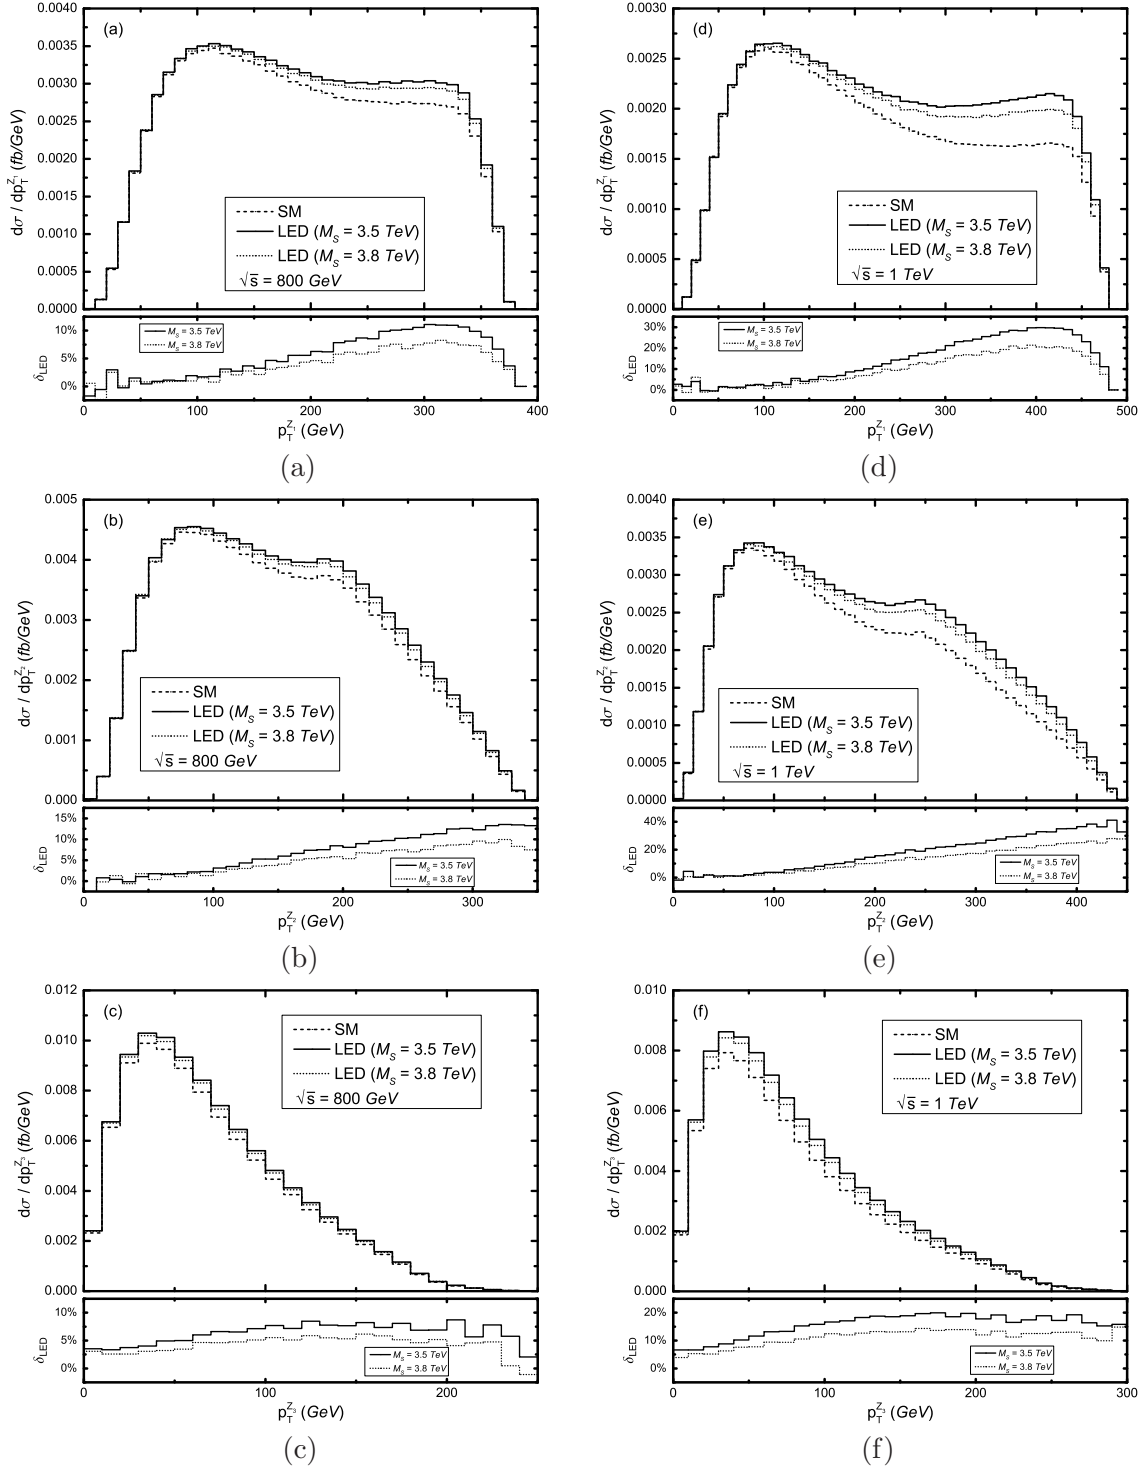 (a)
dσ / dp_T^{Z_1} (fb/GeV)
0.0035
0.0030
0.0025
0.0020
0.0015
0.0010
0.0005
0.0000
SM
LED (M_S = 3.5 TeV)
LED (M_S = 3.8 TeV)
√s = 800 GeV
δ_LED
10%
5%
0%
M_S = 3.5 TeV
M_S = 3.8 TeV
0 100 200 300 400
p_T^{Z_1} (GeV)
(a)
(d)
dσ / dp_T^{Z_1} (fb/GeV)
0.0030
0.0025
0.0020
0.0015
0.0010
0.0005
0.0000
SM
LED (M_S = 3.5 TeV)
LED (M_S = 3.8 TeV)
√s = 1 TeV
δ_LED
30%
20%
10%
0%
M_S = 3.5 TeV
M_S = 3.8 TeV
0 100 200 300 400 500
p_T^{Z_1} (GeV)
(d)
(b)
dσ / dp_T^{Z_2} (fb/GeV)
0.005
0.004
0.003
0.002
0.001
0.000
SM
LED (M_S = 3.5 TeV)
LED (M_S = 3.8 TeV)
√s = 800 GeV
δ_LED
15%
10%
5%
0%
M_S = 3.5 TeV
M_S = 3.8 TeV
0 100 200 300
p_T^{Z_2} (GeV)
(b)
(e)
dσ / dp_T^{Z_2} (fb/GeV)
0.0040
0.0035
0.0030
0.0025
0.0020
0.0015
0.0010
0.0005
0.0000
SM
LED (M_S = 3.5 TeV)
LED (M_S = 3.8 TeV)
√s = 1 TeV
δ_LED
40%
20%
0%
M_S = 3.5 TeV
M_S = 3.8 TeV
0 100 200 300 400
p_T^{Z_2} (GeV)
(e)
(c)
dσ / dp_T^{Z_3} (fb/GeV)
0.012
0.010
0.008
0.006
0.004
0.002
0.000
SM
LED (M_S = 3.5 TeV)
LED (M_S = 3.8 TeV)
√s = 800 GeV
δ_LED
10%
5%
0%
M_S = 3.5 TeV
M_S = 3.8 TeV
0 100 200
p_T^{Z_3} (GeV)
(c)
(f)
dσ / dp_T^{Z_3} (fb/GeV)
0.010
0.008
0.006
0.004
0.002
0.000
SM
LED (M_S = 3.5 TeV)
LED (M_S = 3.8 TeV)
√s = 1 TeV
δ_LED
20%
10%
0%
M_S = 3.5 TeV
M_S = 3.8 TeV
0 100 200 300
p_T^{Z_3} (GeV)
(f)